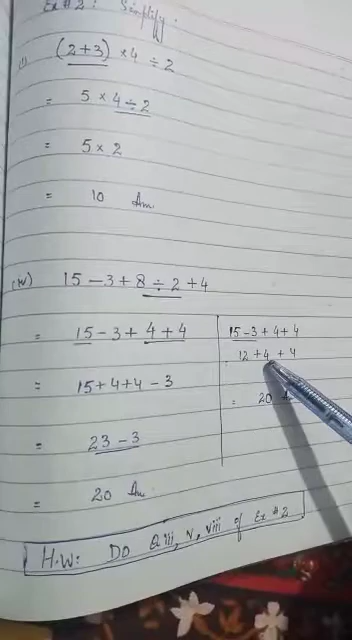 Ex # 2: Simplify.
(i) (2+3) × 4 ÷ 2
= 5 × 4 ÷ 2
= 5 × 2
= 10 Ans.
(iv) 15 - 3 + 8 ÷ 2 + 4
= 15 - 3 + 4 + 4
= 15 + 4 + 4 - 3
= 23 - 3
= 20 Ans.
15 - 3 + 4 + 4
12 + 4 + 4
= 20
H.W: Do Q iii, v, viii of Ex # 2